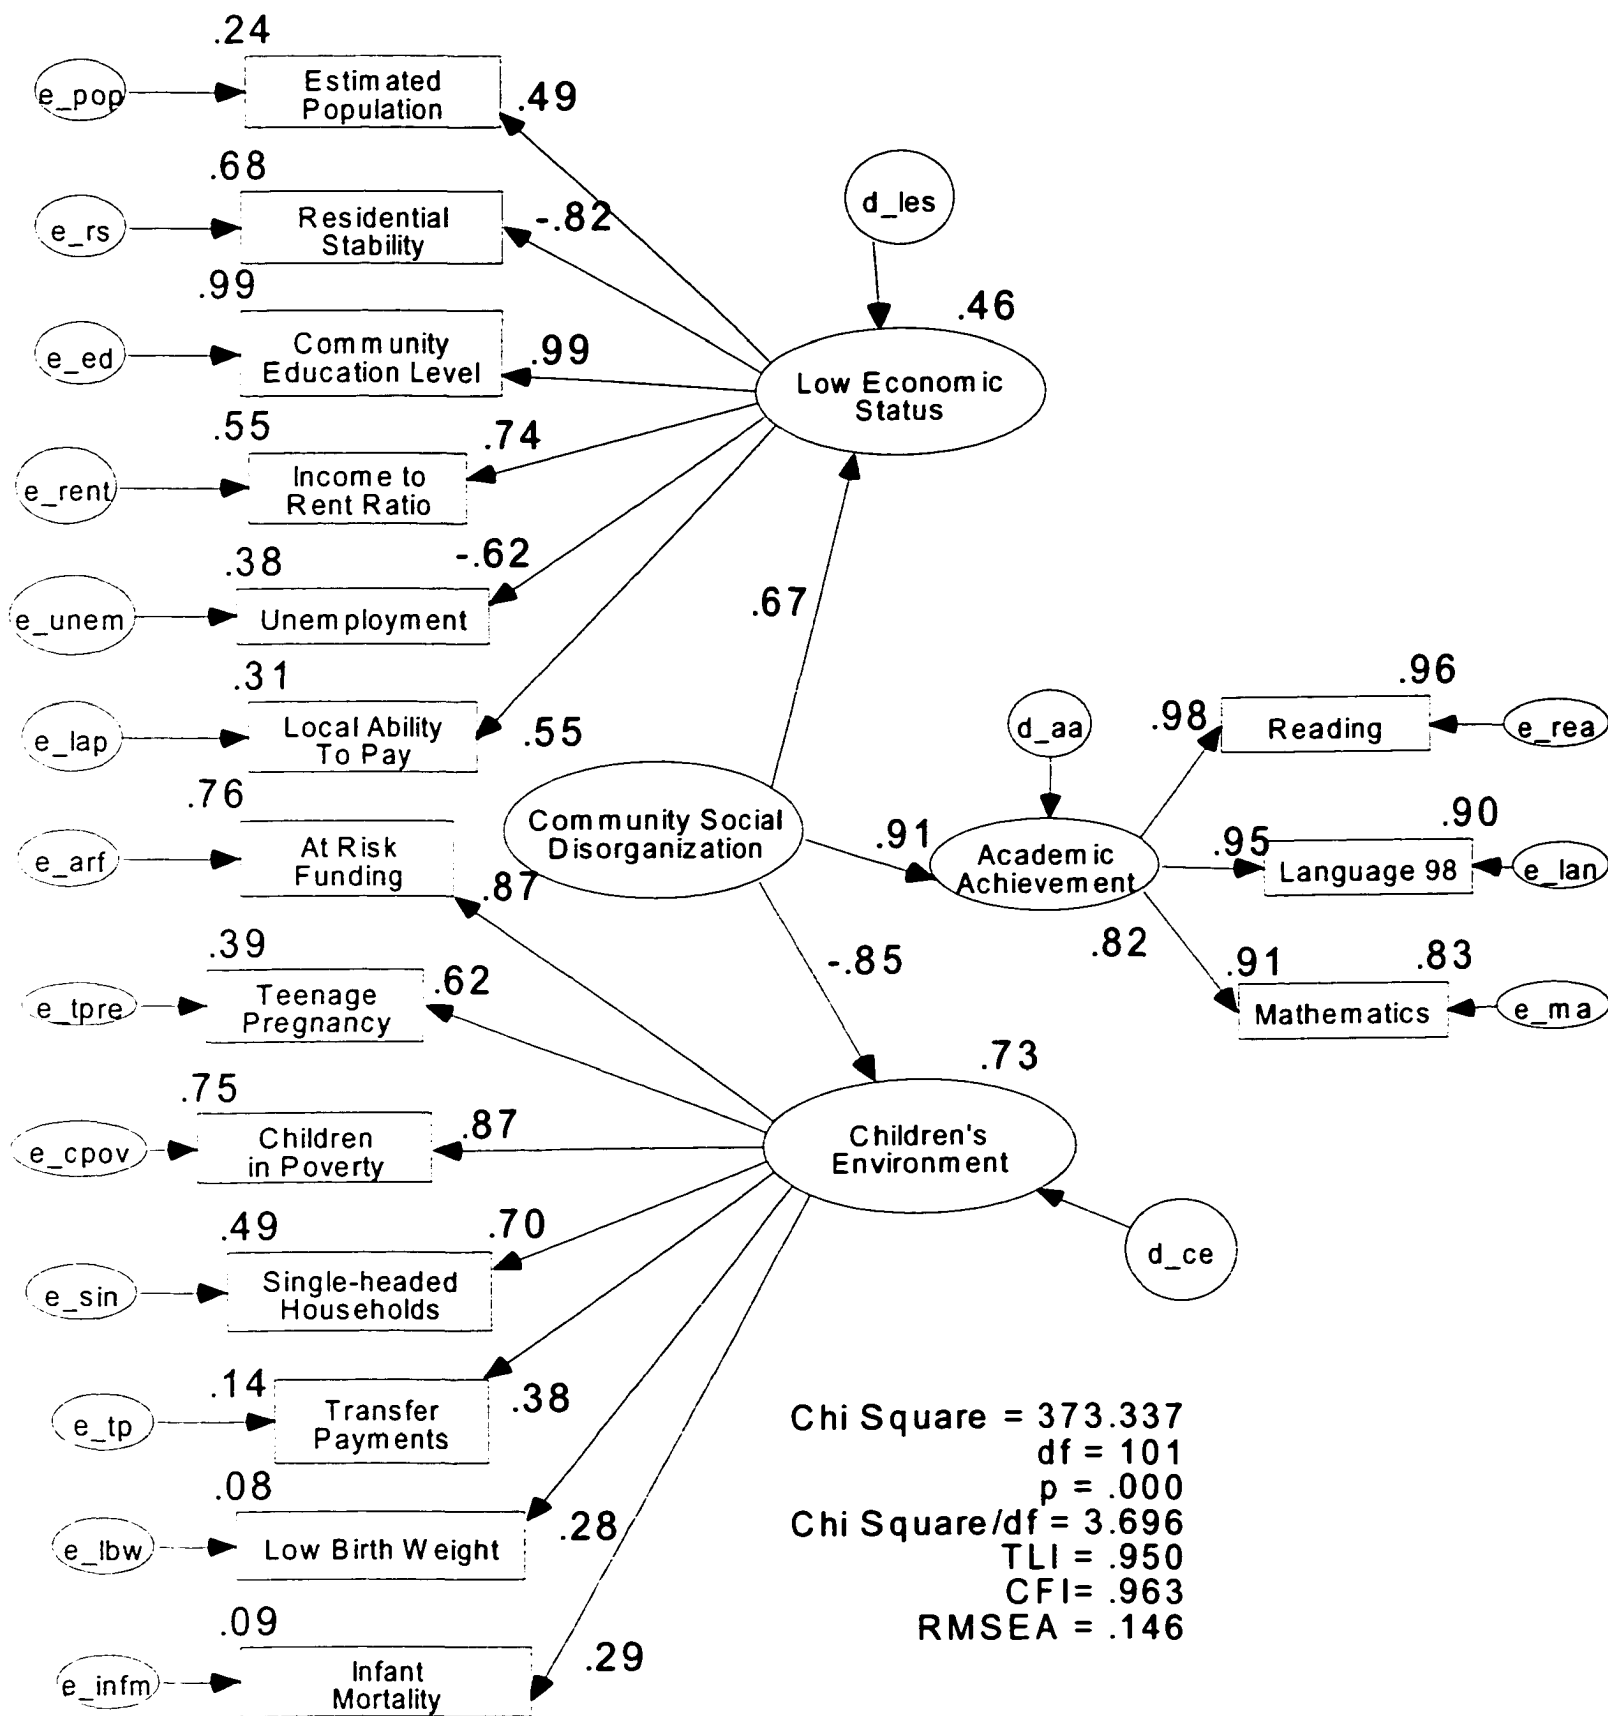 .24
e_pop
Estimated
Population
.49
.68
e_rs
Residential
Stability
-.82
d_les
.99
e_ed
Community
Education Level
.99
.46
Low Economic
Status
.55
e_rent
Income to
Rent Ratio
.74
.38
e_unem
Unemployment
-.62
.67
.31
e_lap
Local Ability
To Pay
.55
d_aa
.98
.96
Reading
e_rea
.76
e_arf
At Risk
Funding
.87
Community Social
Disorganization
.91
Academic
Achievement
.82
.95
.90
Language 98
e_lan
.91
.83
Mathematics
e_ma
.39
e_tpre
Teenage
Pregnancy
.62
-.85
.73
Children's
Environment
d_ce
.75
e_cpov
Children
in Poverty
.87
.49
e_sin
Single-headed
Households
.70
.14
e_tp
Transfer
Payments
.38
.08
e_lbw
Low Birth Weight
.28
.09
e_infm
Infant
Mortality
.29
Chi Square = 373.337
df = 101
p = .000
Chi Square/df = 3.696
TLI = .950
CFI= .963
RMSEA = .146